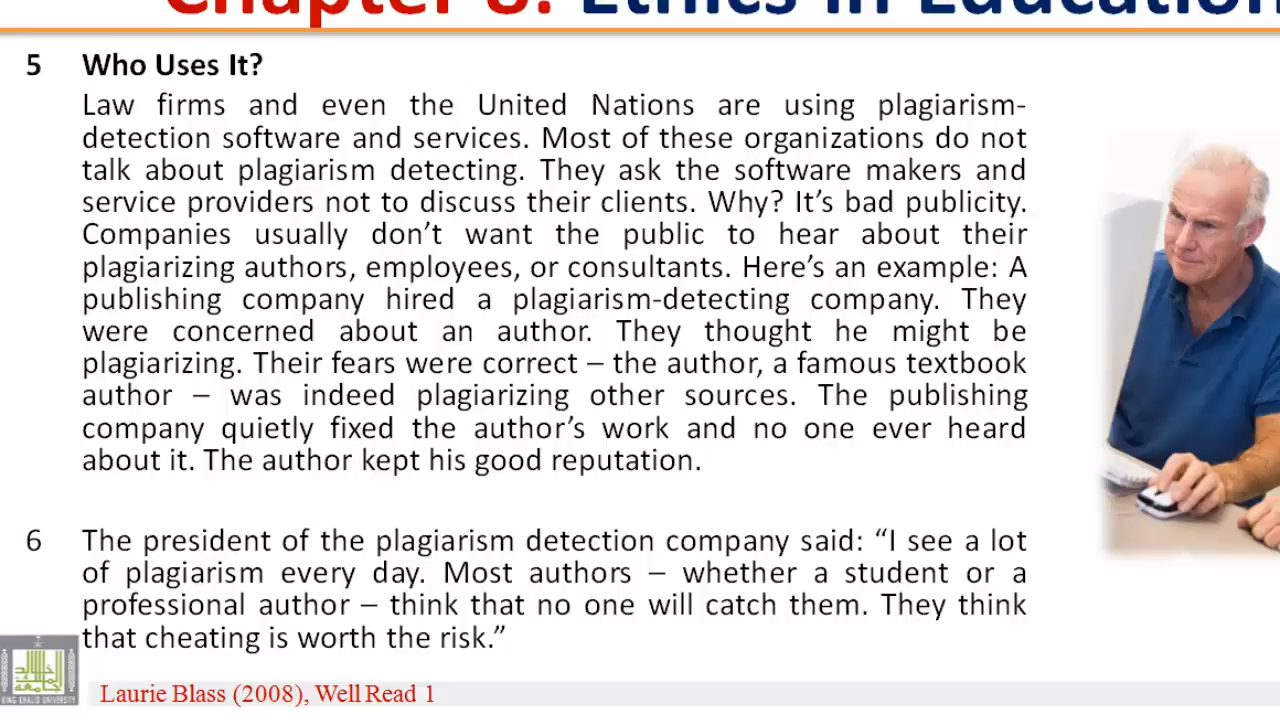 Chapter 8: Ethics in Education
5 Who Uses It?
Law firms and even the United Nations are using plagiarism-
detection software and services. Most of these organizations do not
talk about plagiarism detecting. They ask the software makers and
service providers not to discuss their clients. Why? It’s bad publicity.
Companies usually don’t want the public to hear about their
plagiarizing authors, employees, or consultants. Here’s an example: A
publishing company hired a plagiarism-detecting company. They
were concerned about an author. They thought he might be
plagiarizing. Their fears were correct – the author, a famous textbook
author – was indeed plagiarizing other sources. The publishing
company quietly fixed the author’s work and no one ever heard
about it. The author kept his good reputation.
6 The president of the plagiarism detection company said: “I see a lot
of plagiarism every day. Most authors – whether a student or a
professional author – think that no one will catch them. They think
that cheating is worth the risk.”
KING KHALID UNIVERSITY
Laurie Blass (2008), Well Read 1